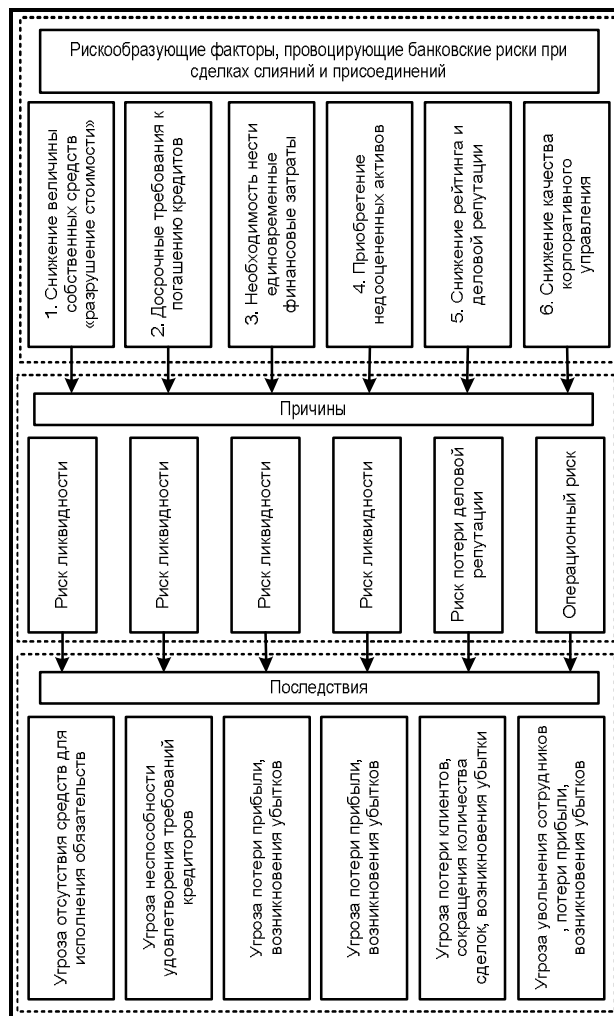 Рискообразующие факторы, провоцирующие банковские риски при
сделках слияний и присоединений
1. Снижение величины
собственных средств
«разрушение стоимости»
2. Досрочные требования к
погашению кредитов
3. Необходимость нести
единовременные
финансовые затраты
4. Приобретение
недооцененных активов
5. Снижение рейтинга и
деловой репутации
6. Снижение качества
корпоративного
управления
Причины
Риск ликвидности
Риск ликвидности
Риск ликвидности
Риск ликвидности
Риск потери деловой
репутации
Операционный риск
Последствия
Угроза отсутствия средств для
исполнения обязательств
Угроза неспособности
удовлетворения требований
кредиторов
Угроза потери прибыли,
возникновения убытков
Угроза потери прибыли,
возникновения убытков
Угроза потери клиентов,
сокращения количества
сделок, возникновения убытки
Угроза увольнения сотрудников
, потери прибыли,
возникновения убытков